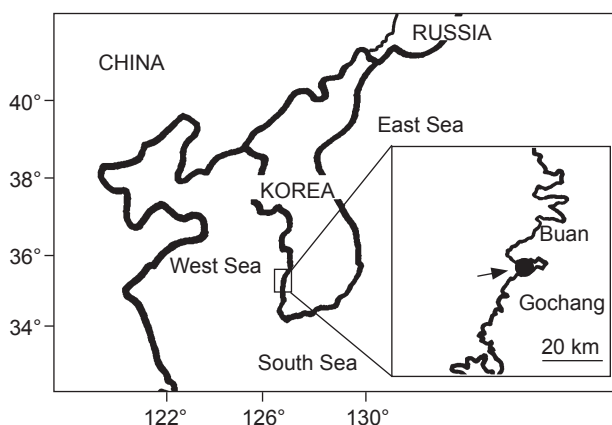 RUSSIA
CHINA
40°
East Sea
38°
KOREA
Buan
36°
West Sea
Gochang
34°
20 km
South Sea
122°
126°
130°